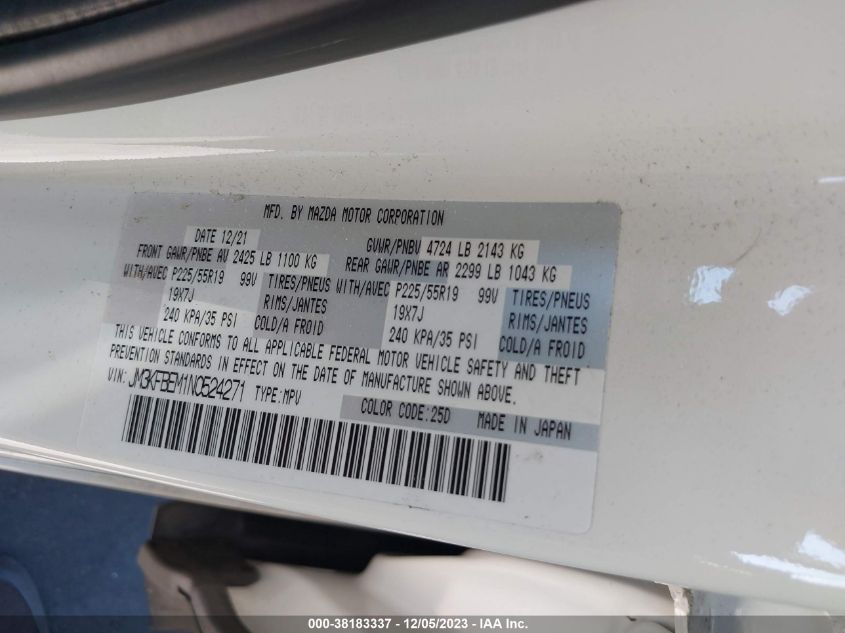 MFD. BY MAZDA MOTOR CORPORATION
DATE 12/21 GVWR/PNBV 4724 LB 2143 KG
FRONT GAWR/PNBE AV 2425 LB 1100 KG REAR GAWR/PNBE AR 2299 LB 1043 KG
WITH/AVEC P225/55R19 99V TIRES/PNEUS WITH/AVEC P225/55R19 99V TIRES/PNEUS
19X7J RIMS/JANTES 19X7J RIMS/JANTES
240 KPA/35 PSI COLD/A FROID 240 KPA/35 PSI COLD/A FROID
THIS VEHICLE CONFORMS TO ALL APPLICABLE FEDERAL MOTOR VEHICLE SAFETY AND THEFT
PREVENTION STANDARDS IN EFFECT ON THE DATE OF MANUFACTURE SHOWN ABOVE.
VIN: JM3KFBEM1N0524271 TYPE:MPV
COLOR CODE:25D MADE IN JAPAN
000-38183337 - 12/05/2023 - IAA Inc.